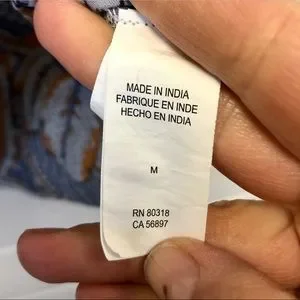 MADE IN INDIA
FABRIQUE EN INDE
HECHO EN INDIA
M
RN 80318
CA 56897